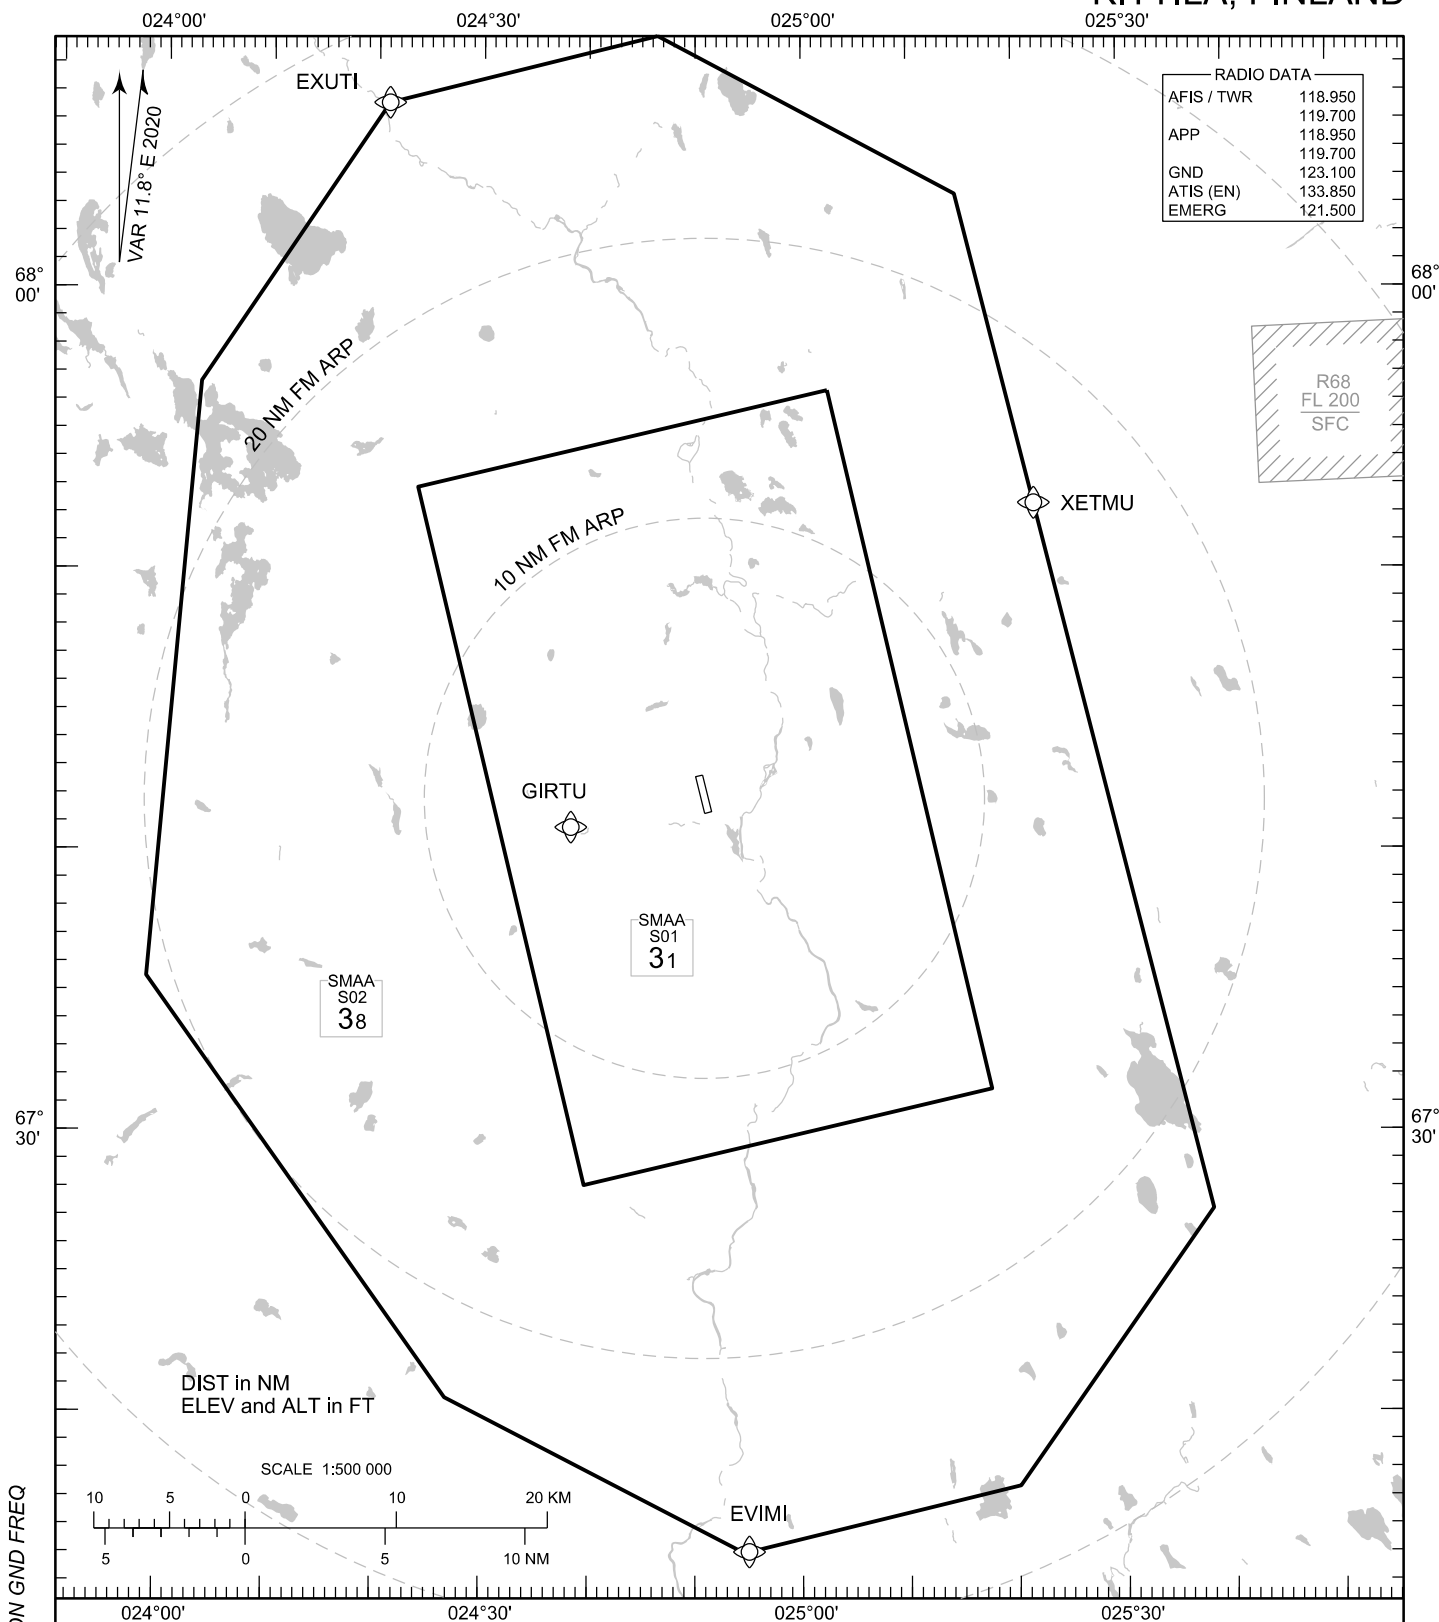 024°00'
024°30'
025°00'
025°30'
EXUTI
VAR 11.8° E 2020
RADIO DATA
AFIS / TWR 118.950
119.700
APP 118.950
119.700
GND 123.100
ATIS (EN) 133.850
EMERG 121.500
68°
00'
68°
00'
20 NM FM ARP
R68
FL 200
SFC
XETMU
10 NM FM ARP
GIRTU
SMAA
S01
31
SMAA
S02
38
67°
30'
67°
30'
DIST in NM
ELEV and ALT in FT
SCALE 1:500 000
10 5 0 10 20 KM
5 0 5 10 NM
EVIMI
GND FREQ
024°00'
024°30'
025°00'
025°30'